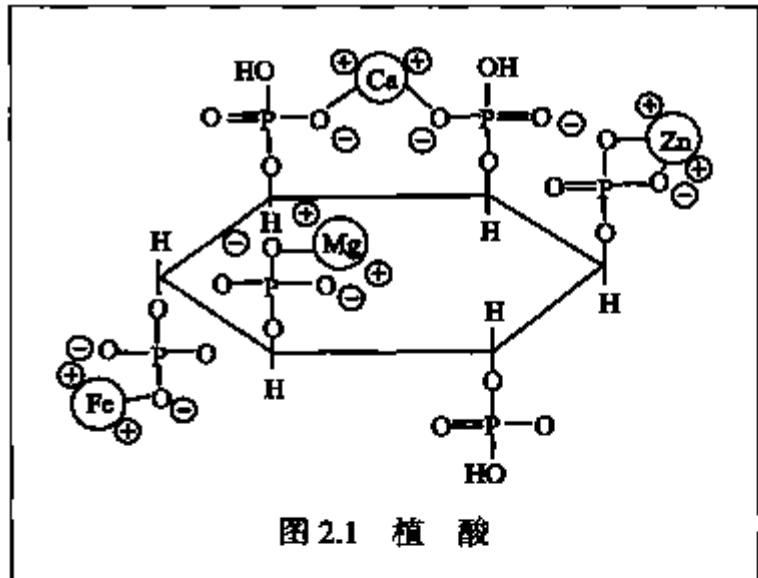 HO Ca OH
O=P-O O-P=O O Zn
O O O=P-O
H Mg H O
H O
O-P-O H
O O H
O-P-O H O
Fe O O=P-O
HO
图 2.1 植 酸